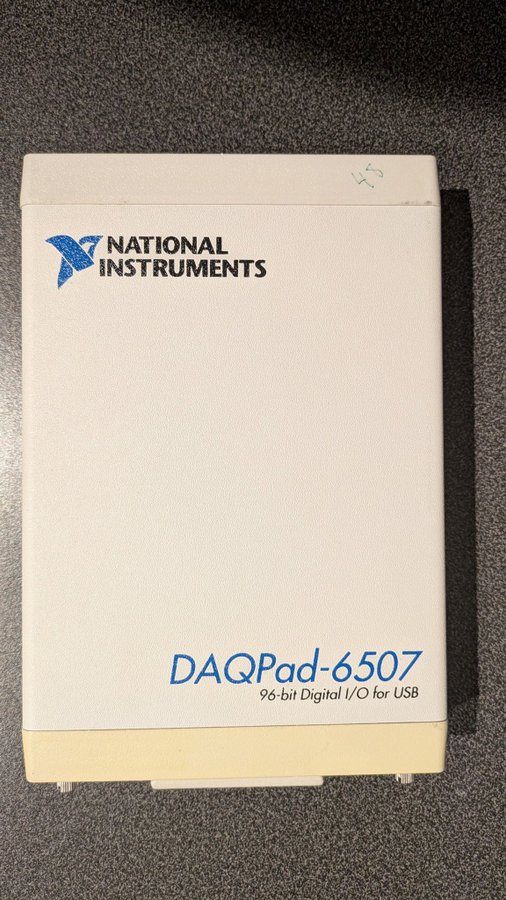 45
NATIONAL
INSTRUMENTS
DAQPad-6507
96-bit Digital I/O for USB